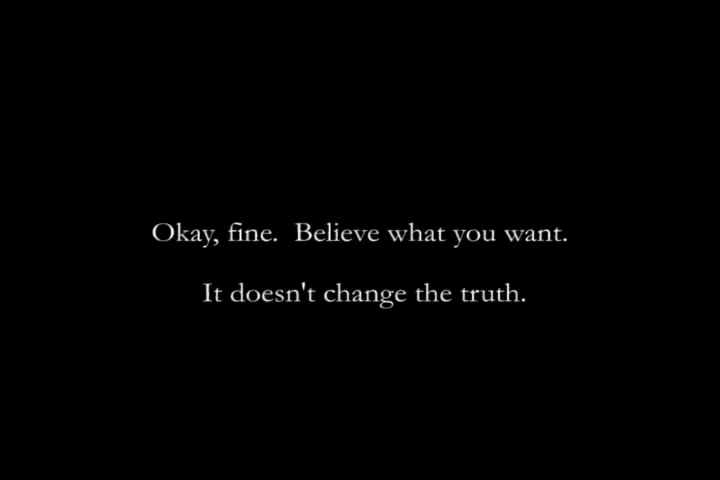 Okay, fine.  Believe what you want.
It doesn't change the truth.